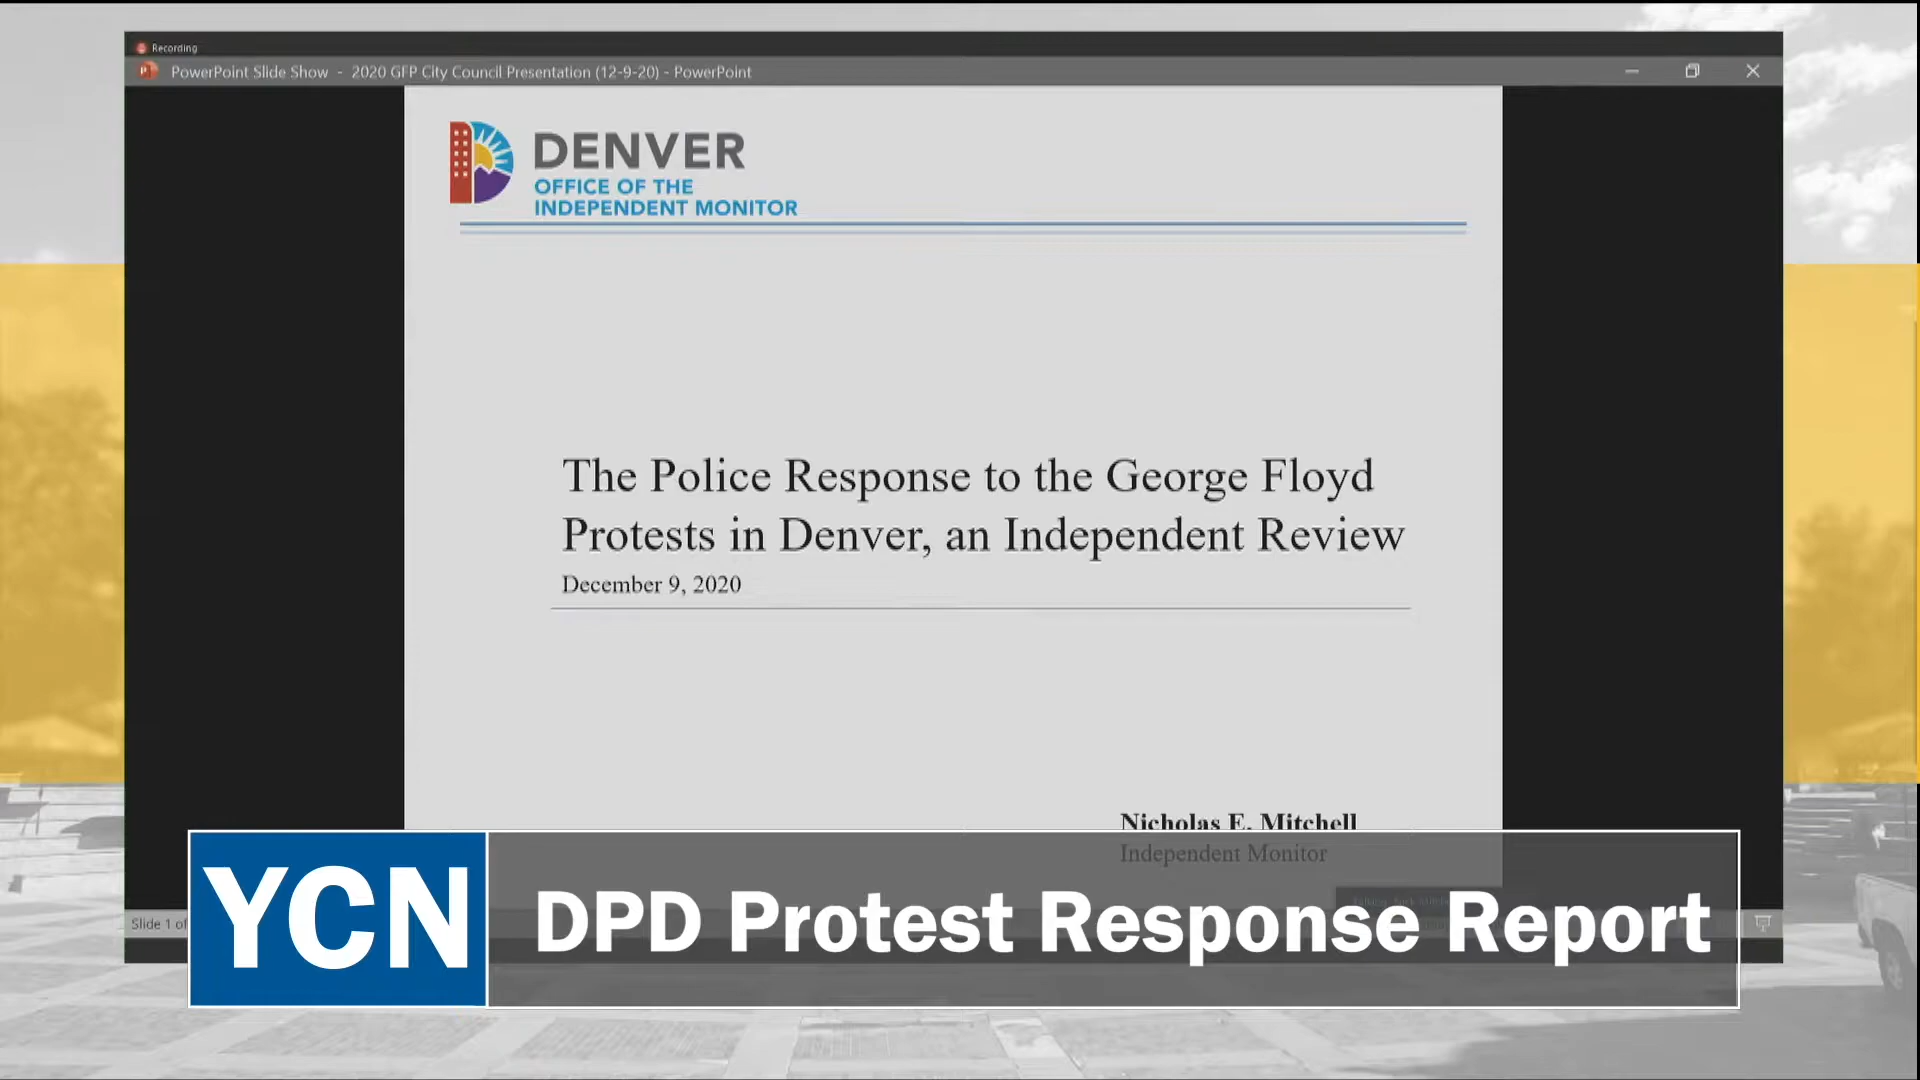 Recording
PowerPoint Slide Show - 2020 GFP City Council Presentation (12-9-20) - PowerPoint
DENVER
OFFICE OF THE
INDEPENDENT MONITOR
The Police Response to the George Floyd
Protests in Denver, an Independent Review
December 9, 2020
Nicholas E. Mitchell
Independent Monitor
Slide 1 of
YCN
DPD Protest Response Report